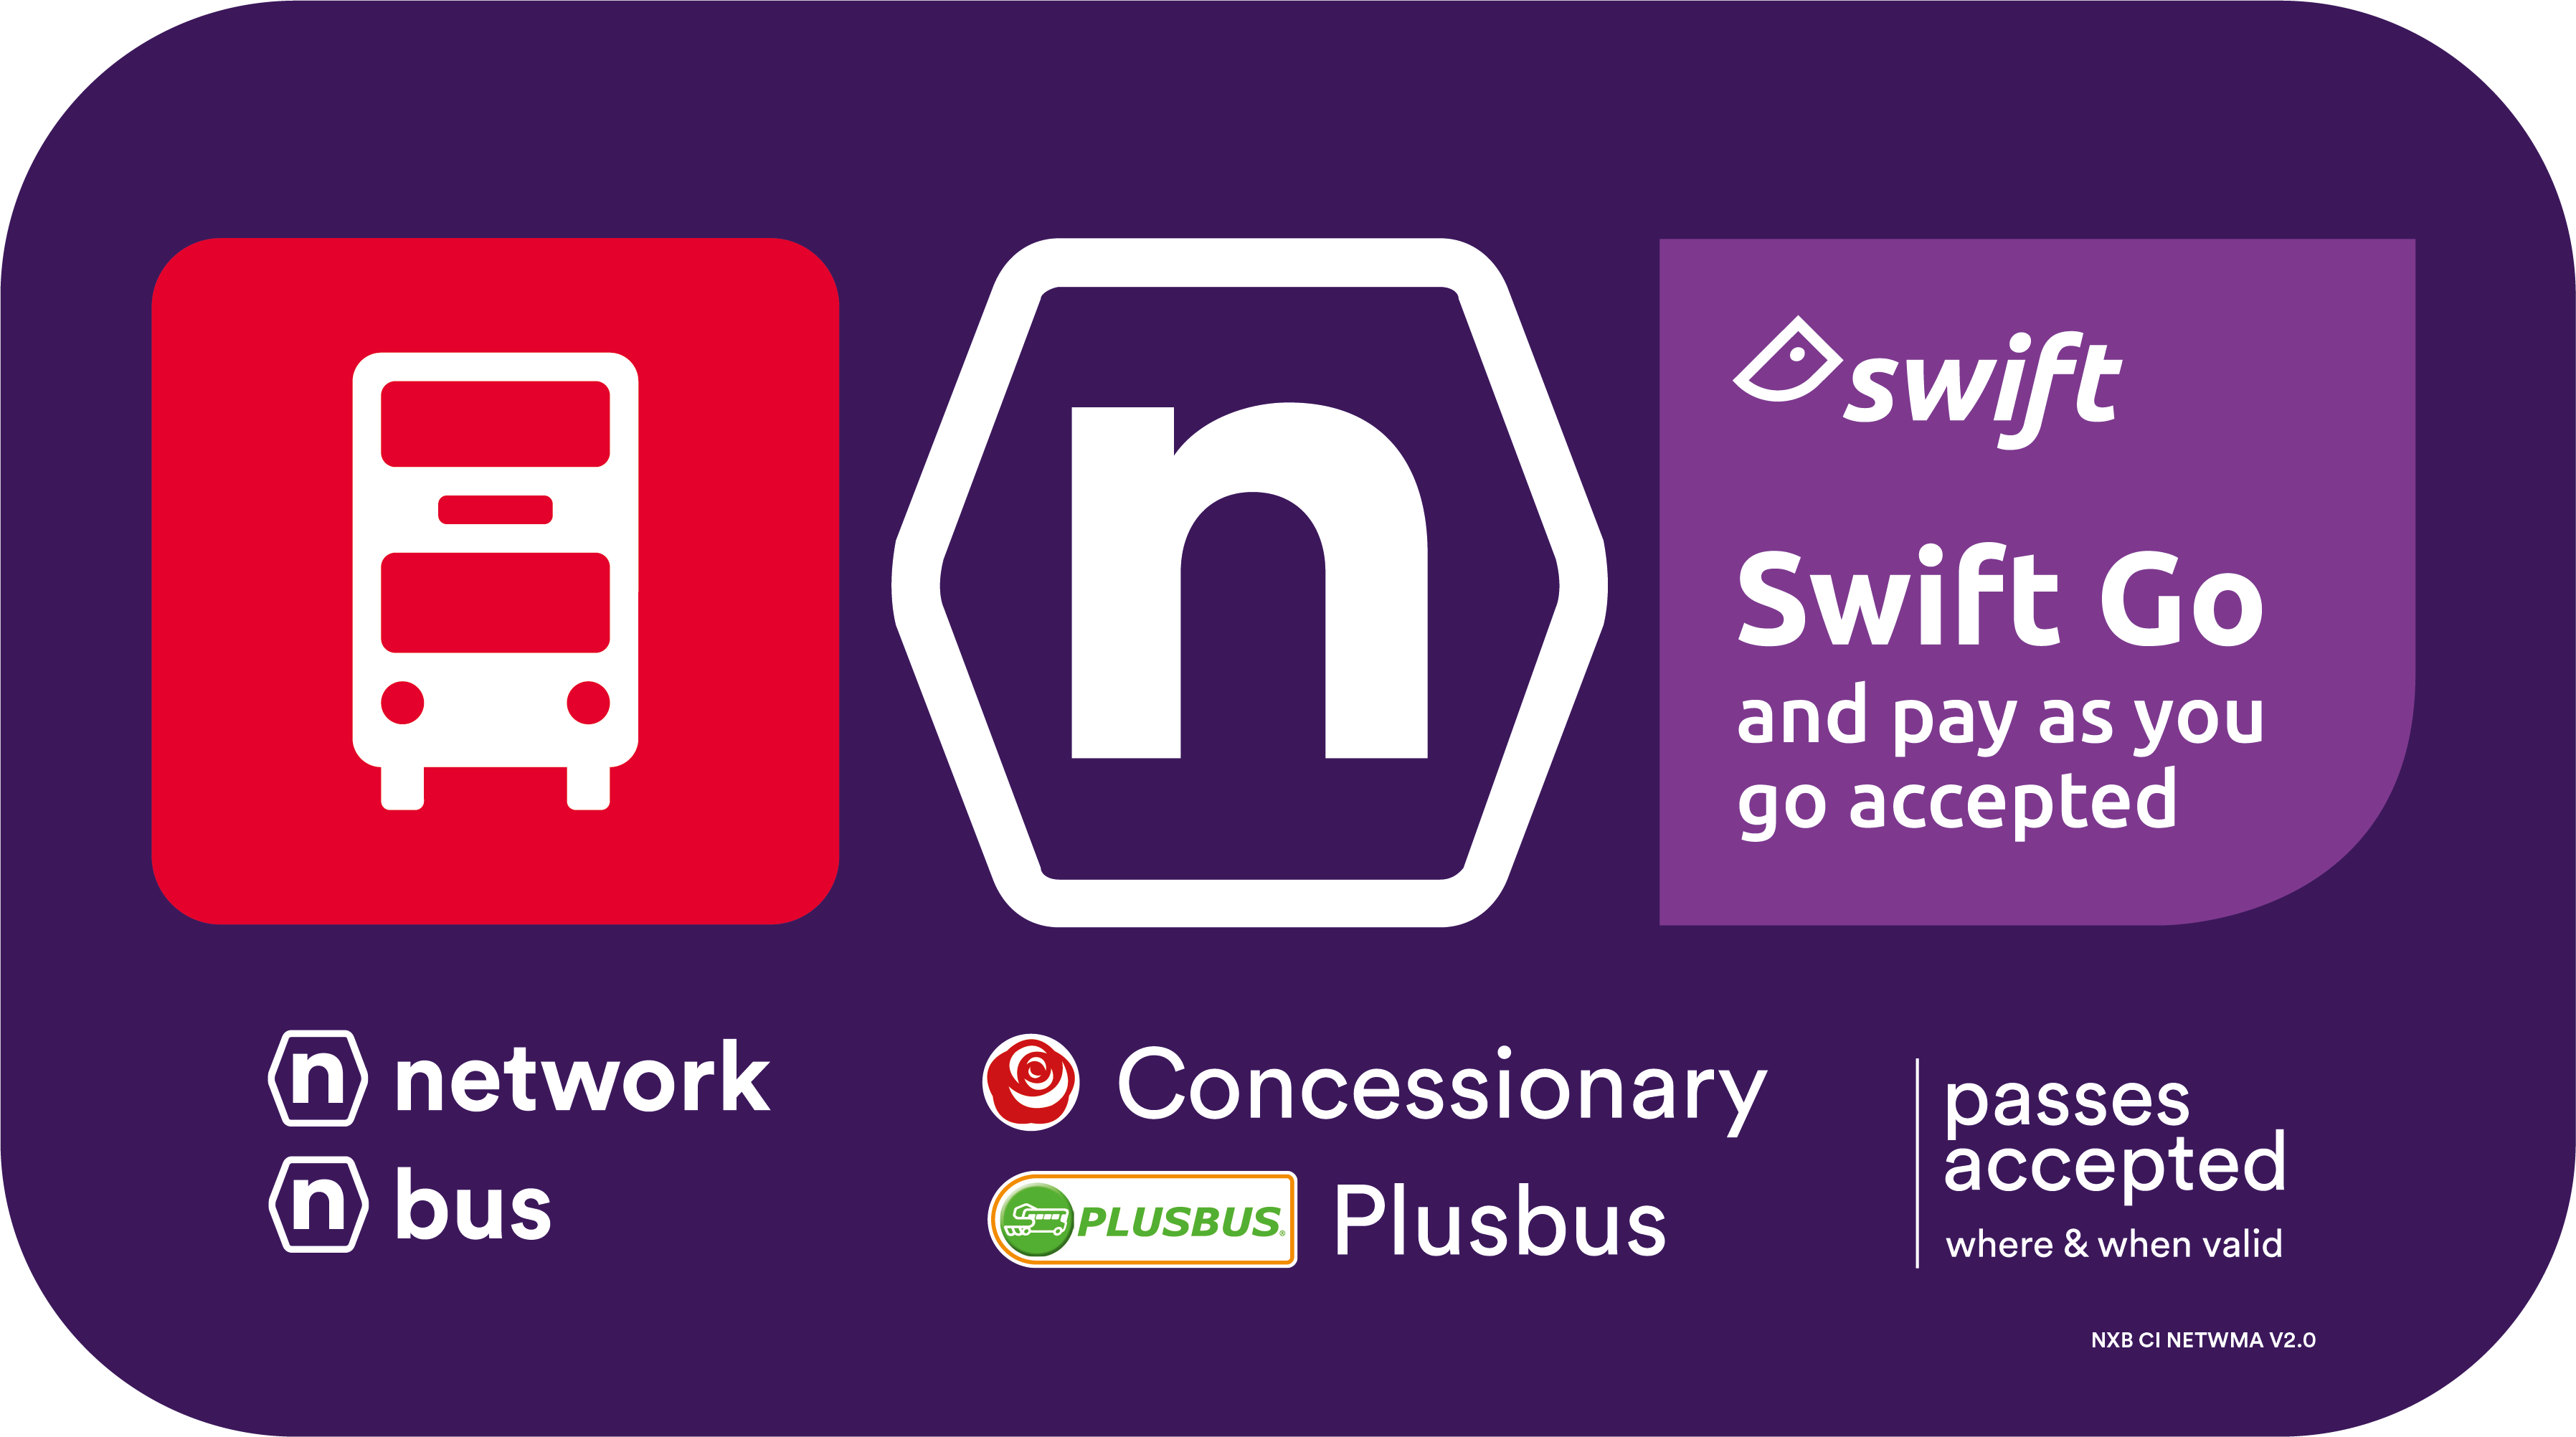 n
swift
Swift Go
and pay as you
go accepted
n network
n bus
Concessionary
PLUSBUS® Plusbus
passes
accepted
where & when valid
NXB CI NETWMA V2.0